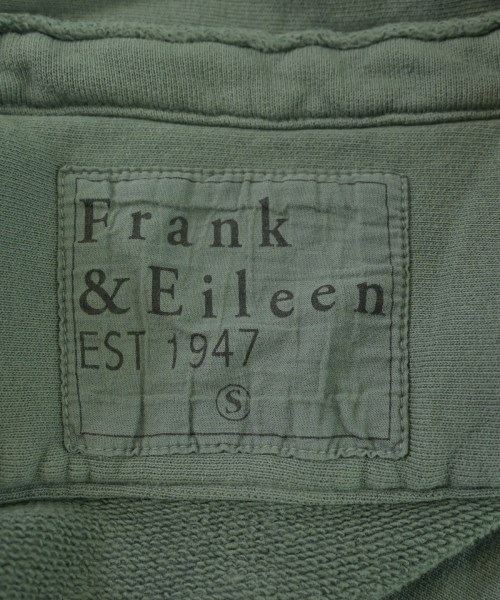 Frank
& Eileen
EST 1947
S